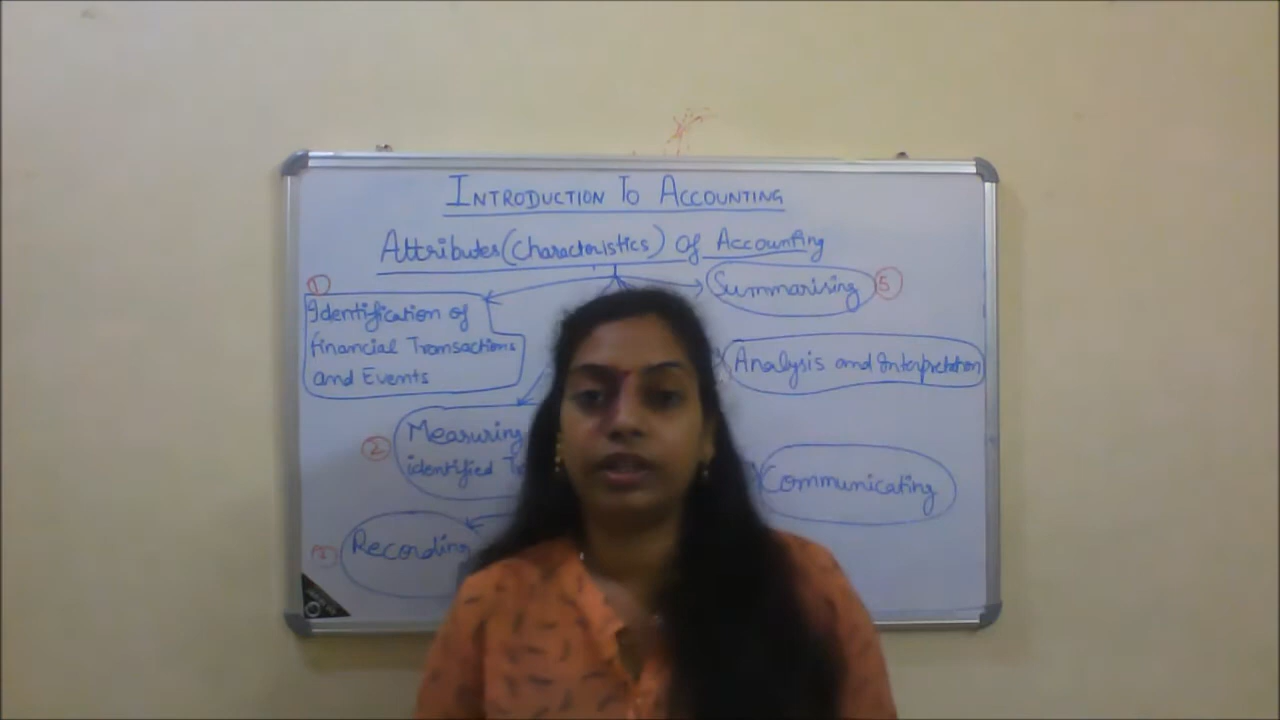 INTRODUCTION TO ACCOUNTING
Attributes (characteristics) Of Accounting
1
Identification of
financial Transactions
and Events
2
Measuring
identified
Recording
Summarising 5
Analysis and Interpretation
Communicating